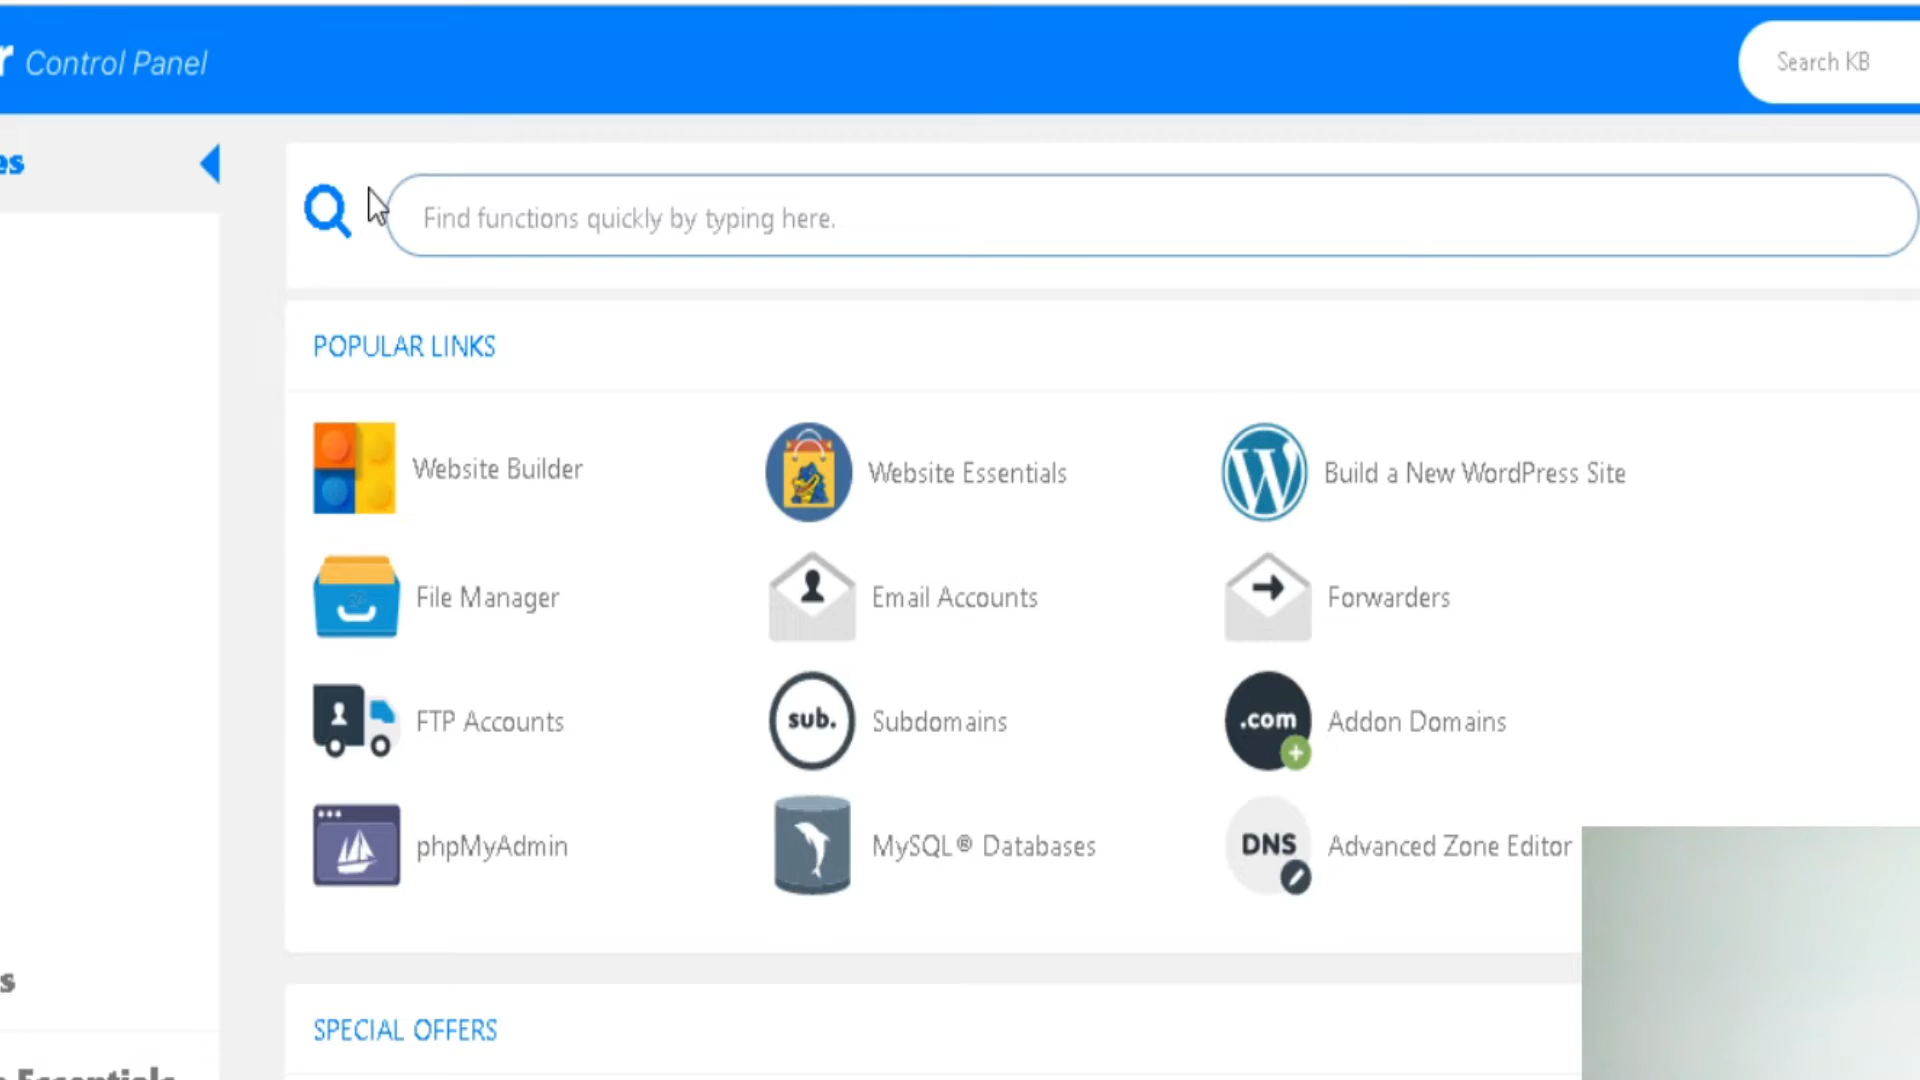 r Control Panel
Search KB
es
Find functions quickly by typing here.
POPULAR LINKS
Website Builder
Website Essentials
Build a New WordPress Site
File Manager
Email Accounts
Forwarders
FTP Accounts
sub.
Subdomains
.com
Addon Domains
phpMyAdmin
MySQL® Databases
DNS
Advanced Zone Editor
s
SPECIAL OFFERS
Essentials